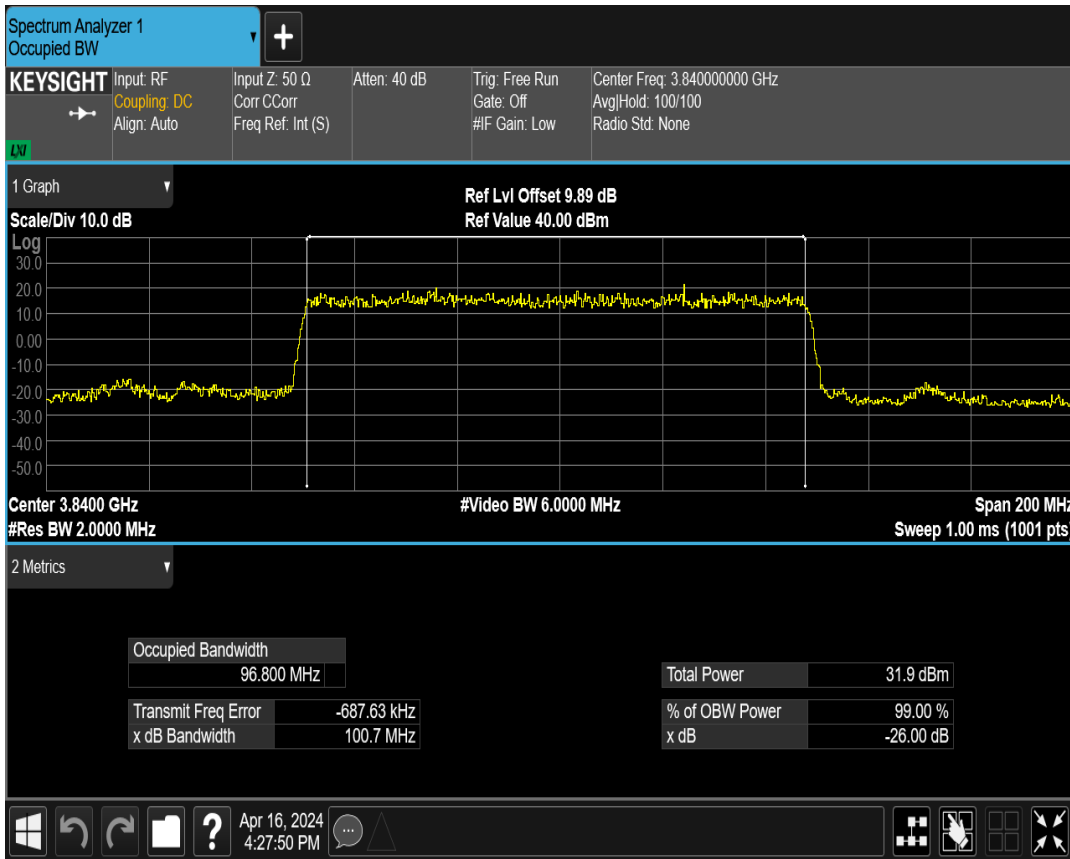 Spectrum Analyzer 1
Occupied BW
KEYSIGHT
Input: RF
Coupling: DC
Align: Auto
Input Z: 50 Ω
Corr CCorr
Freq Ref: Int (S)
Atten: 40 dB
Trig: Free Run
Gate: Off
#IF Gain: Low
Center Freq: 3.840000000 GHz
Avg|Hold: 100/100
Radio Std: None
LXI
1 Graph
Scale/Div 10.0 dB
Ref Lvl Offset 9.89 dB
Ref Value 40.00 dBm
Log
30.0
20.0
10.0
0.00
-10.0
-20.0
-30.0
-40.0
-50.0
Center 3.8400 GHz
#Video BW 6.0000 MHz
Span 200 MHz
#Res BW 2.0000 MHz
Sweep 1.00 ms (1001 pts)
2 Metrics
Occupied Bandwidth
96.800 MHz
Total Power 31.9 dBm
Transmit Freq Error -687.63 kHz
% of OBW Power 99.00 %
x dB Bandwidth 100.7 MHz
x dB -26.00 dB
?
Apr 16, 2024
4:27:50 PM